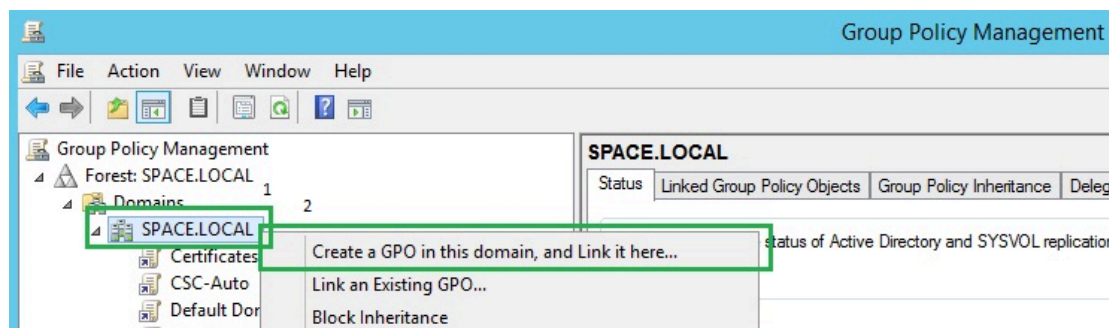 Group Policy Management
File Action View Window Help
Group Policy Management
Forest: SPACE.LOCAL
1
Domains
2
SPACE.LOCAL
Certificates
CSC-Auto
Default Dor
Create a GPO in this domain, and Link it here...
Link an Existing GPO...
Block Inheritance
SPACE.LOCAL
Status Linked Group Policy Objects Group Policy Inheritance Deleg
status of Active Directory and SYSVOL replication